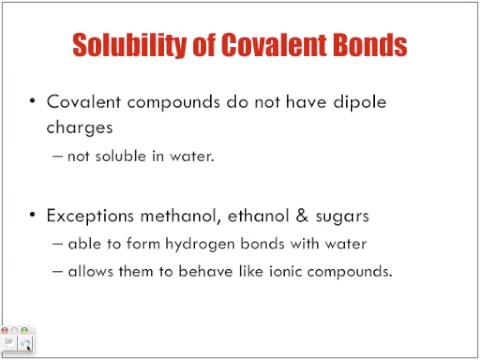 Solubility of Covalent Bonds
• Covalent compounds do not have dipole
charges
– not soluble in water.
• Exceptions methanol, ethanol & sugars
– able to form hydrogen bonds with water
– allows them to behave like ionic compounds.